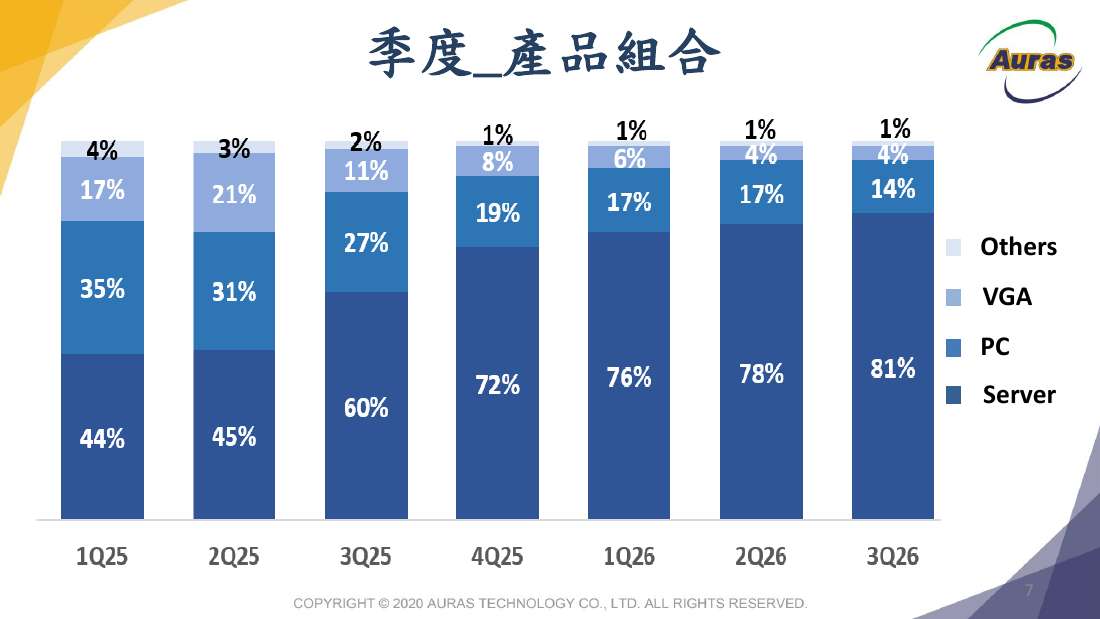 季度_產品組合
Auras
4% 3% 2% 1% 1% 1% 1%
17% 21% 11% 8% 6% 4% 4%
35% 31% 27% 19% 17% 17% 14%
44% 45% 60% 72% 76% 78% 81%
Others
VGA
PC
Server
1Q25 2Q25 3Q25 4Q25 1Q26 2Q26 3Q26
7
COPYRIGHT © 2020 AURAS TECHNOLOGY CO., LTD. ALL RIGHTS RESERVED.